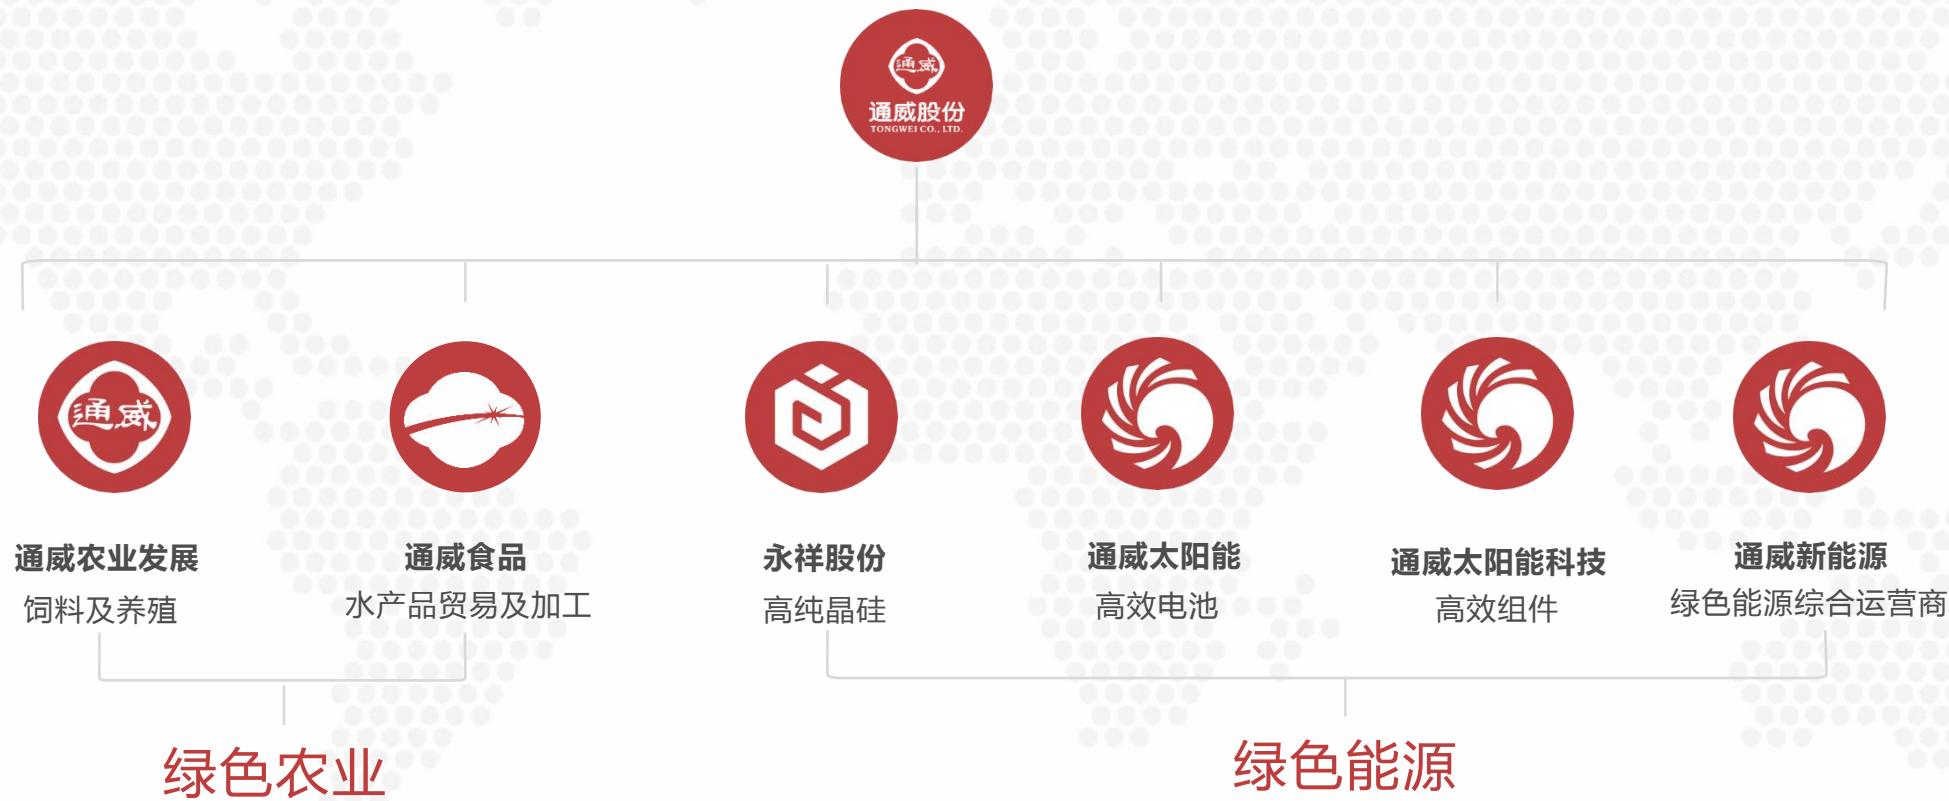 通威
通威股份
TONGWEI CO., LTD.
通威
通威农业发展
饲料及养殖
通威食品
水产品贸易及加工
永祥股份
高纯晶硅
通威太阳能
高效电池
通威太阳能科技
高效组件
通威新能源
绿色能源综合运营商
绿色农业
绿色能源